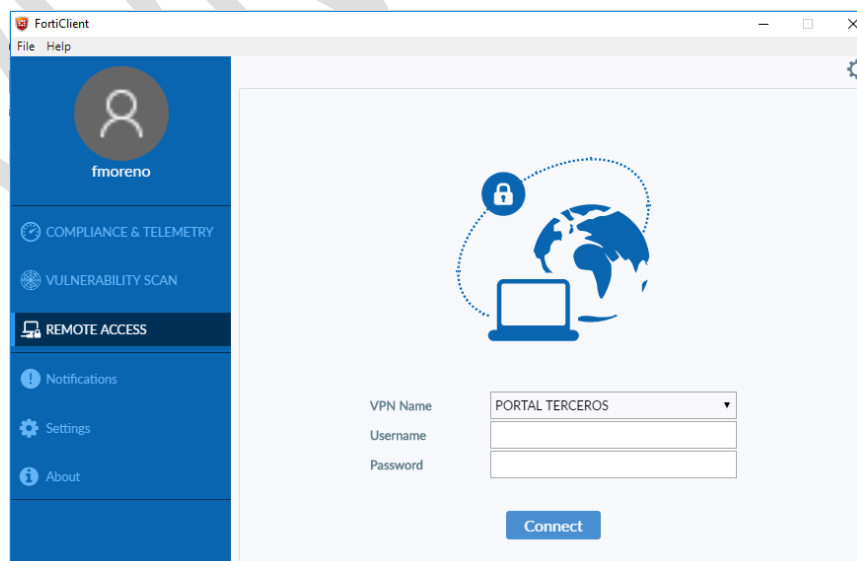 FortiClient
File Help
fmoreno
COMPLIANCE & TELEMETRY
VULNERABILITY SCAN
REMOTE ACCESS
Notifications
Settings
About
VPN Name PORTAL TERCEROS
Username
Password
Connect